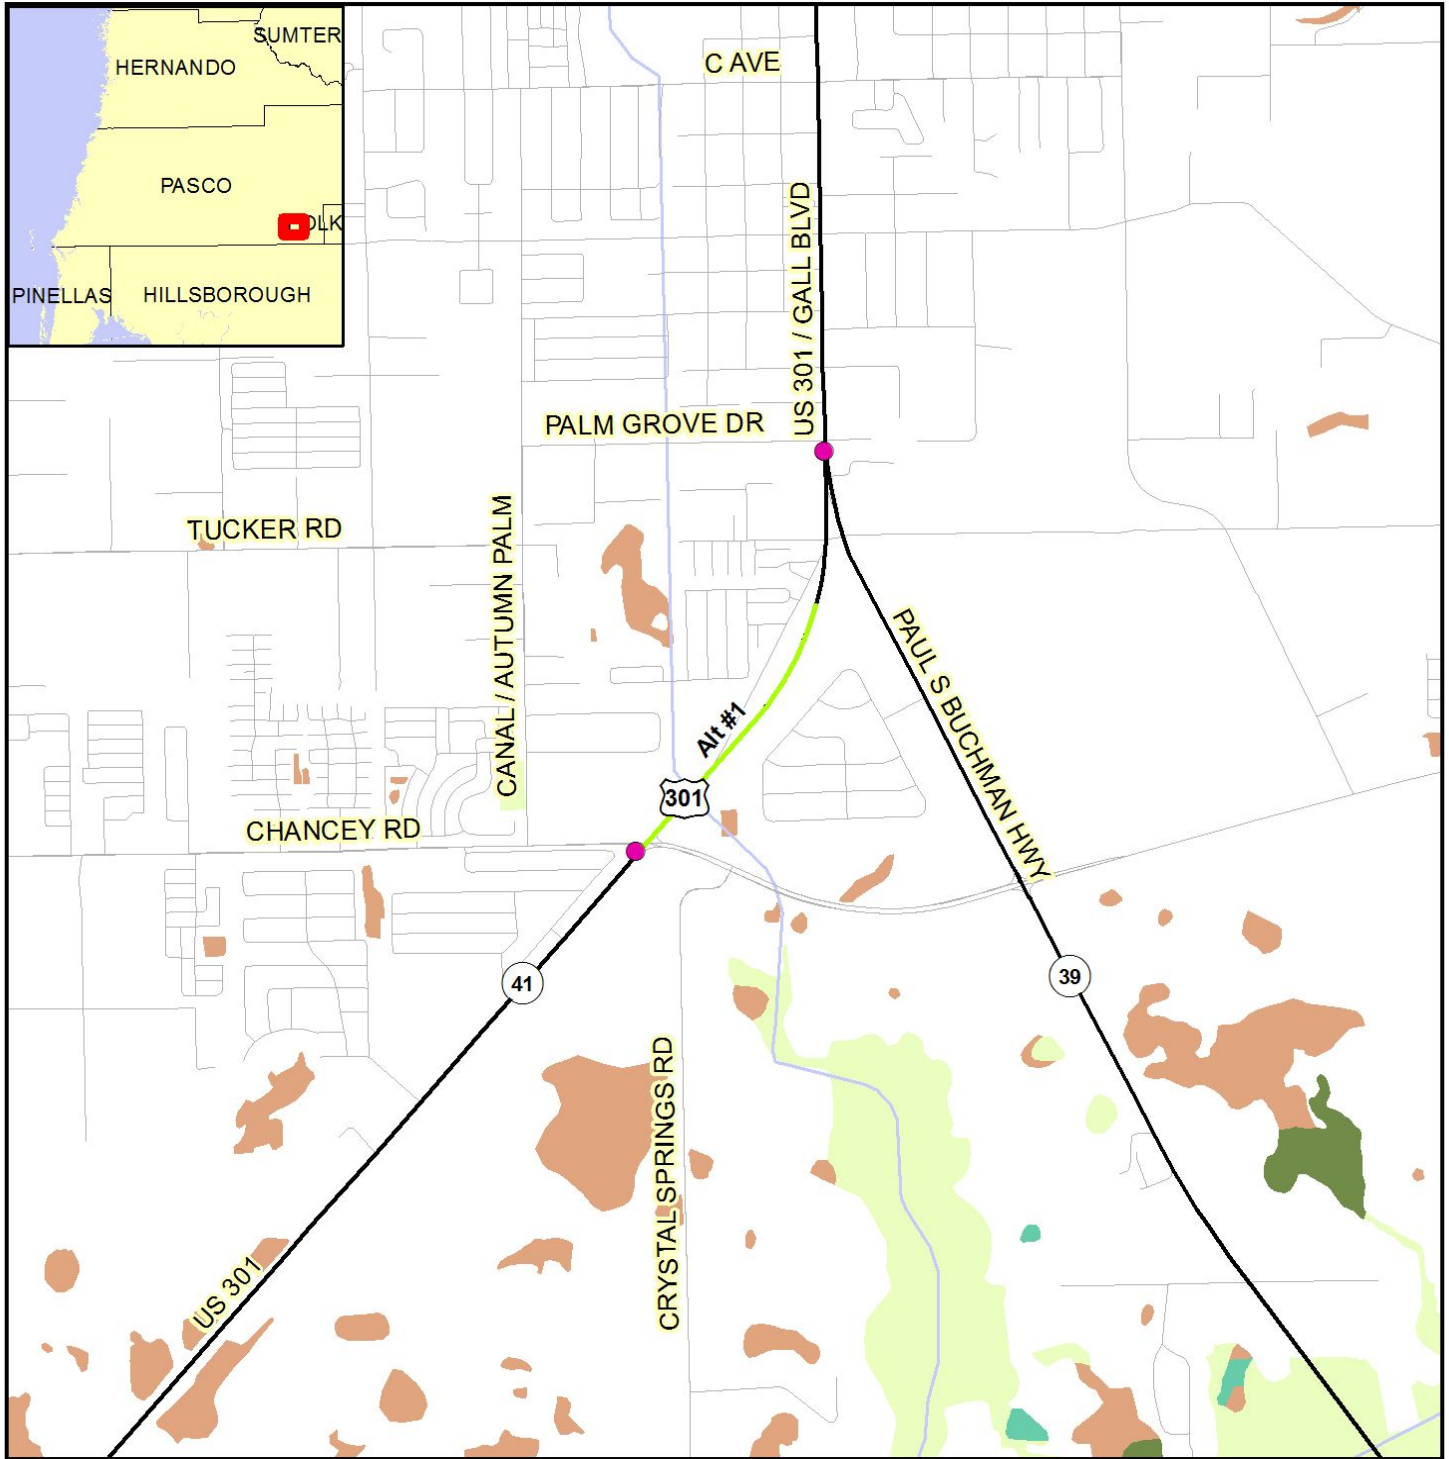 SUMTER
HERNANDO
PASCO
OLK
PINELLAS
HILLSBOROUGH
C AVE
US 301 / GALL BLVD
PALM GROVE DR
TUCKER RD
CANAL / AUTUMN PALM
PAUL S BUCHMAN HWY
Alt #1
301
CHANCEY RD
41
39
CRYSTAL SPRINGS RD
US 301